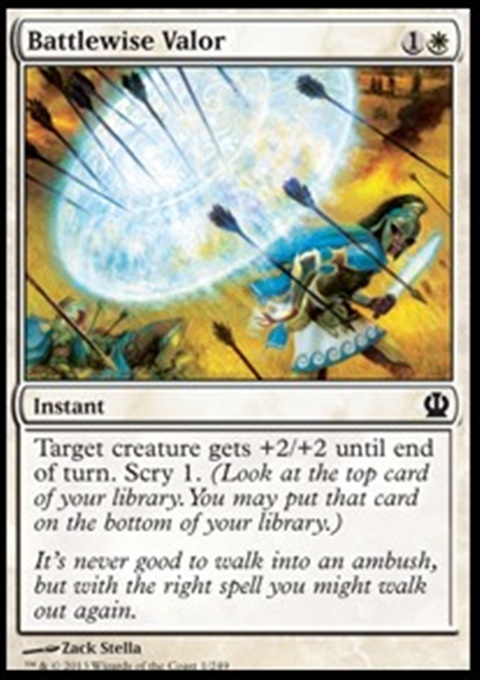 Battlewise Valor 1
Instant
Target creature gets +2/+2 until end
of turn. Scry 1. (Look at the top card
of your library. You may put that card
on the bottom of your library.)
It's never good to walk into an ambush,
but with the right spell you might walk
out again.
Zack Stella
™ & © 2013 Wizards of the Coast 1/249